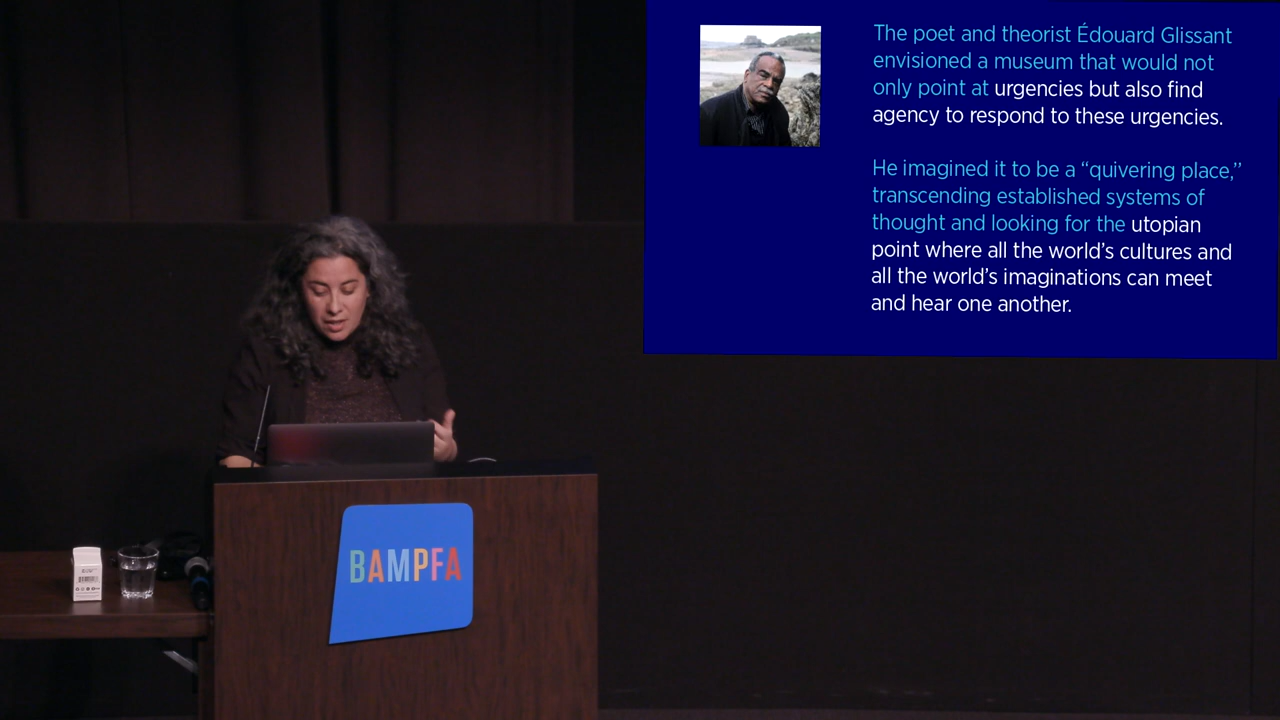 The poet and theorist Édouard Glissant
envisioned a museum that would not
only point at urgencies but also find
agency to respond to these urgencies.
He imagined it to be a “quivering place,”
transcending established systems of
thought and looking for the utopian
point where all the world’s cultures and
all the world’s imaginations can meet
and hear one another.
BAMPFA